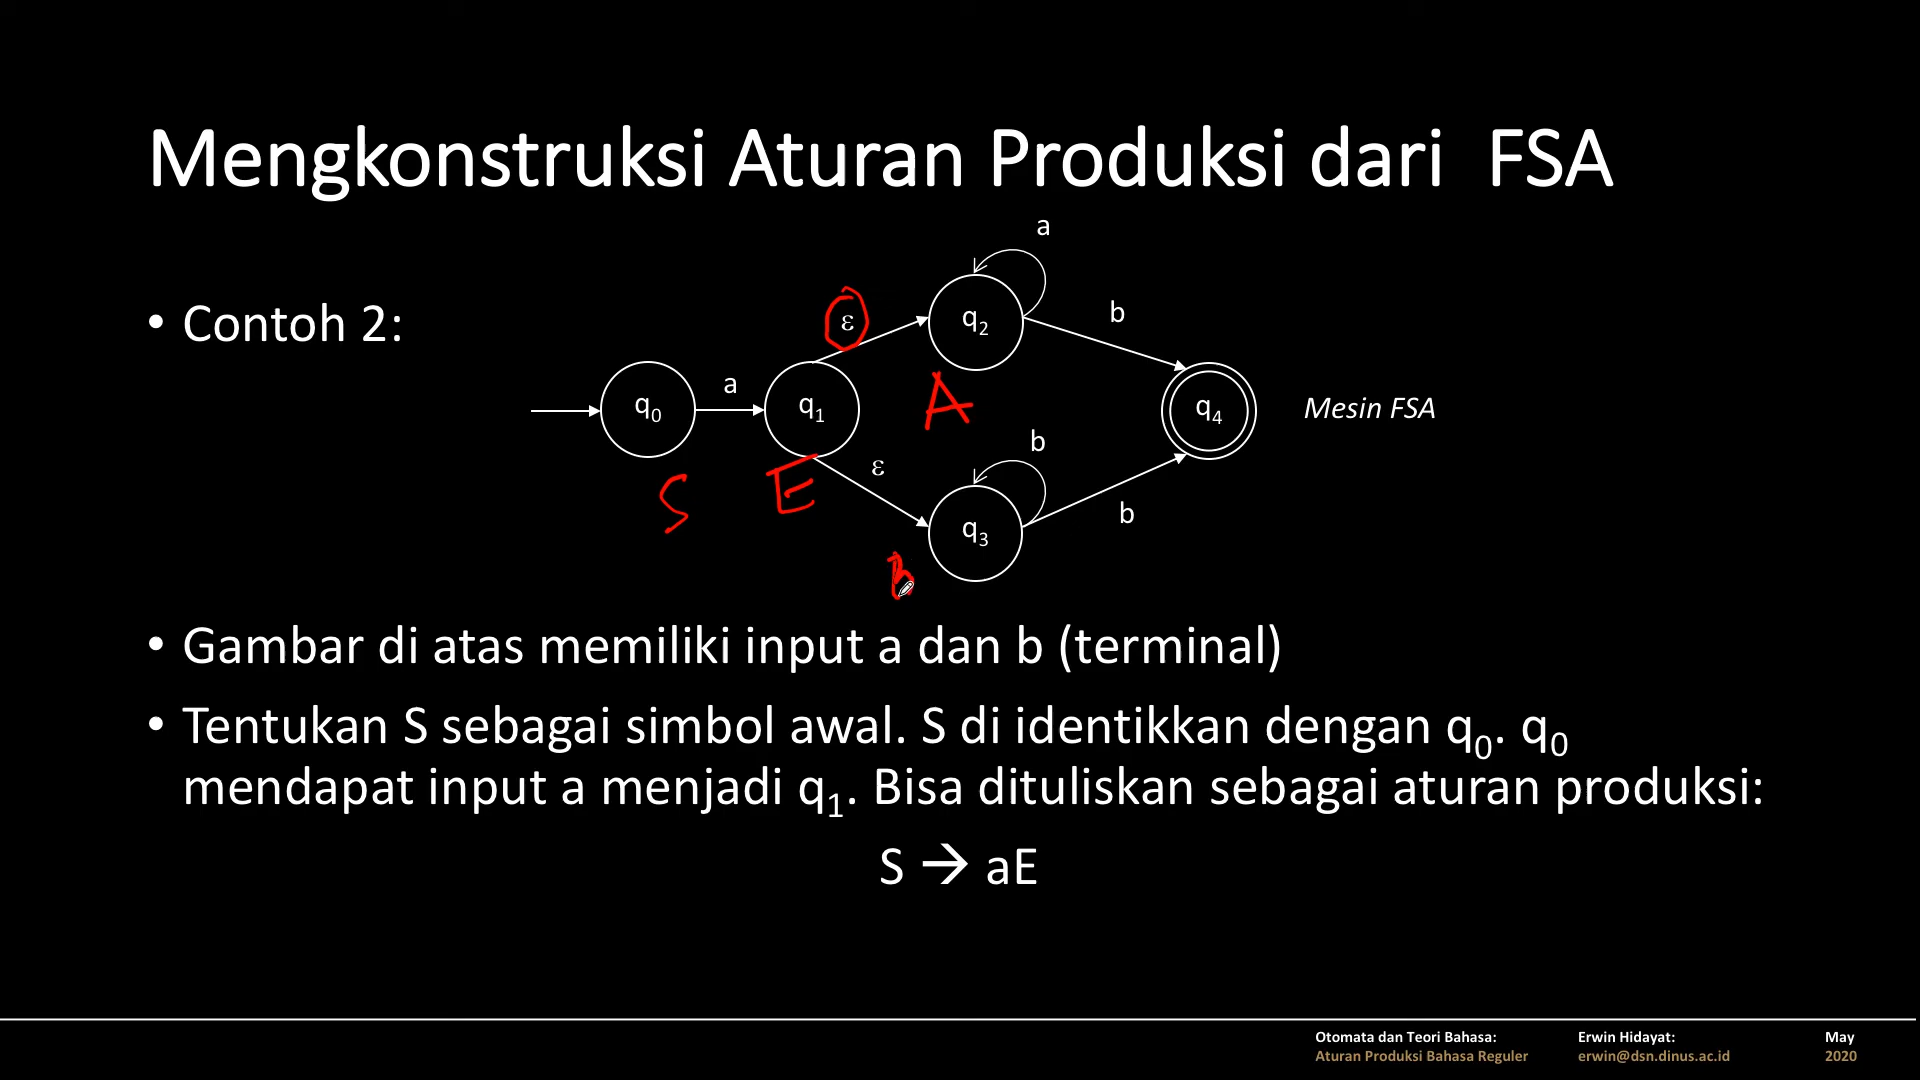 Mengkonstruksi Aturan Produksi dari FSA
• Contoh 2:
a
ε
q2
b
q0
a
q1
A
q4
Mesin FSA
S
E
ε
b
q3
b
B
• Gambar di atas memiliki input a dan b (terminal)
• Tentukan S sebagai simbol awal. S di identikkan dengan q0. q0
mendapat input a menjadi q1. Bisa dituliskan sebagai aturan produksi:
S → aE
Otomata dan Teori Bahasa:
Aturan Produksi Bahasa Reguler
Erwin Hidayat:
erwin@dsn.dinus.ac.id
May
2020